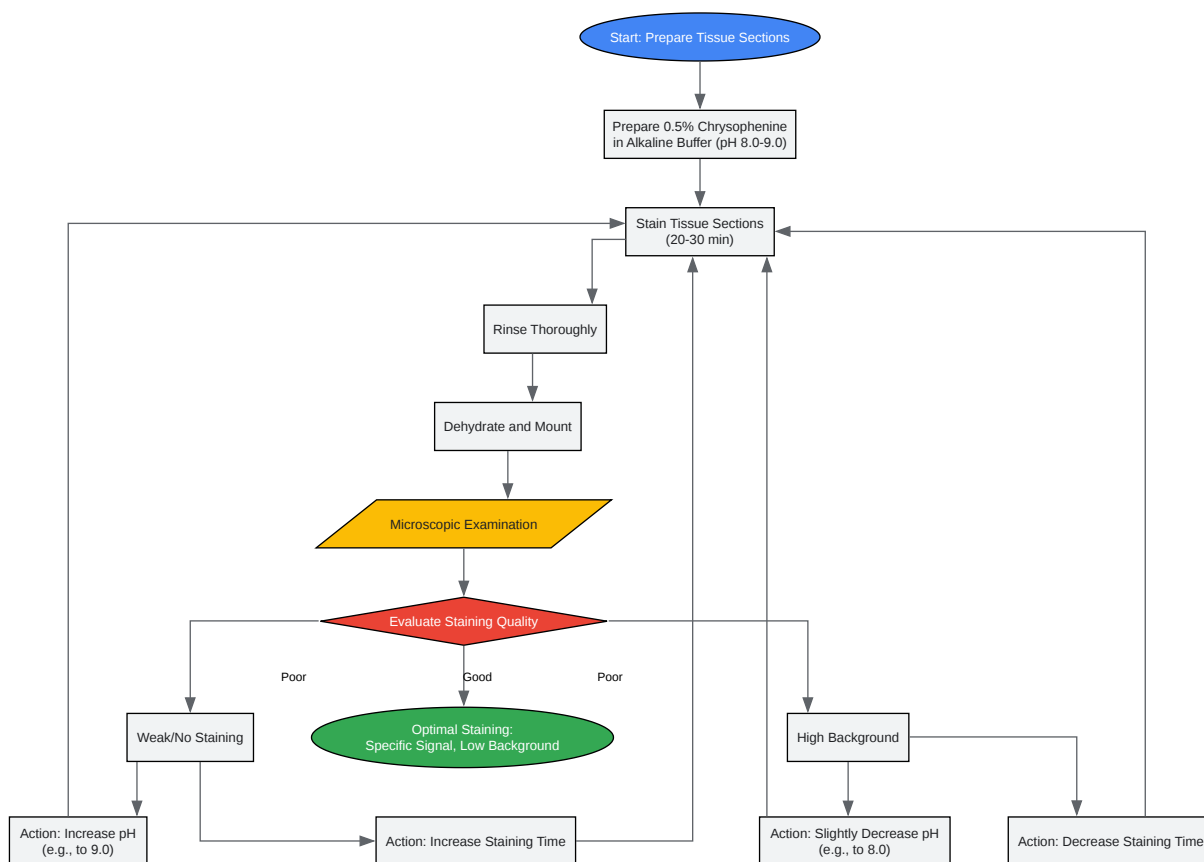 Start: Prepare Tissue Sections
Prepare 0.5% Chrysophenine
in Alkaline Buffer (pH 8.0-9.0)
Stain Tissue Sections
(20-30 min)
Rinse Thoroughly
Dehydrate and Mount
Microscopic Examination
Evaluate Staining Quality
Poor
Good
Poor
Weak/No Staining
Optimal Staining:
Specific Signal, Low Background
High Background
Action: Increase pH
(e.g., to 9.0)
Action: Increase Staining Time
Action: Slightly Decrease pH
(e.g., to 8.0)
Action: Decrease Staining Time